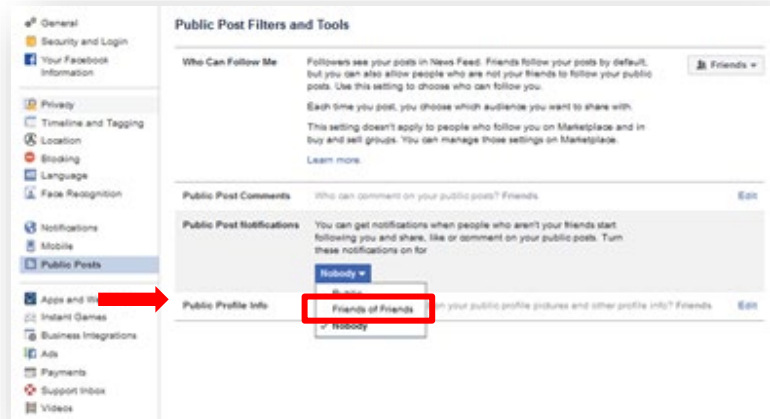 General
Security and Login
Your Facebook
Information
Privacy
Timeline and Tagging
Location
Blocking
Language
Face Recognition
Notifications
Mobile
Public Posts
Apps and
Instant Games
Business Integrations
Ads
Payments
Support Inbox
Videos
Public Post Filters and Tools
Who Can Follow Me
Followers see your posts in News Feed. Friends follow your posts by default,
but you can also allow people who are not your friends to follow your public
posts. Use this setting to choose who can follow you.
Each time you post, you choose which audience you want to share with.
This setting doesn't apply to people who follow you on Marketplace and in
buy and sell groups. You can manage those settings on Marketplace.
Learn more.
Friends
Public Post Comments Who can comment on your public posts? Friends Edit
Public Post Notifications
You can get notifications when people who aren't your friends start
following you and share, like or comment on your public posts. Turn
these notifications on for
Nobody
Public
Friends of Friends
Nobody
Public Profile Info on your public profile pictures and other profile info? Friends Edit